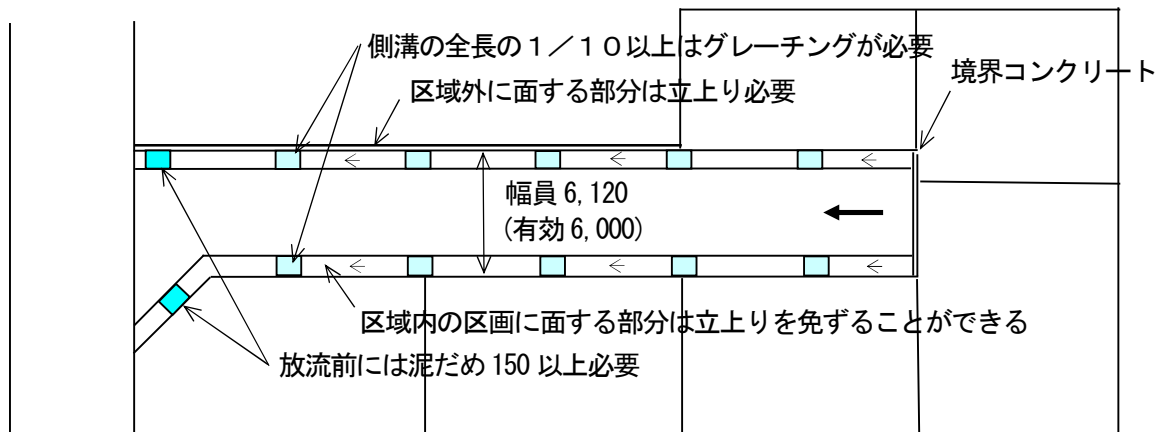 側溝の全長の１／１０以上はグレーチングが必要
境界コンクリート
区域外に面する部分は立上り必要
幅員 6,120
(有効 6,000)
区域内の区画に面する部分は立上りを免ずることができる
放流前には泥だめ 150 以上必要